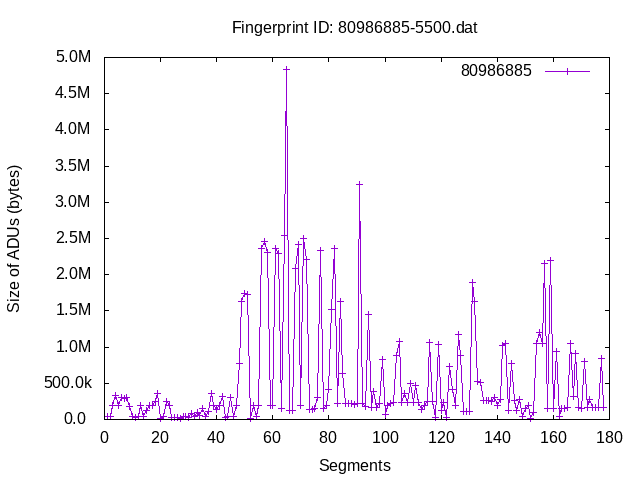 Fingerprint ID: 80986885-5500.dat
80986885
5.0M
4.5M
4.0M
3.5M
3.0M
2.5M
2.0M
1.5M
1.0M
500.0k
0.0
Size of ADUs (bytes)
0 20 40 60 80 100 120 140 160 180
Segments